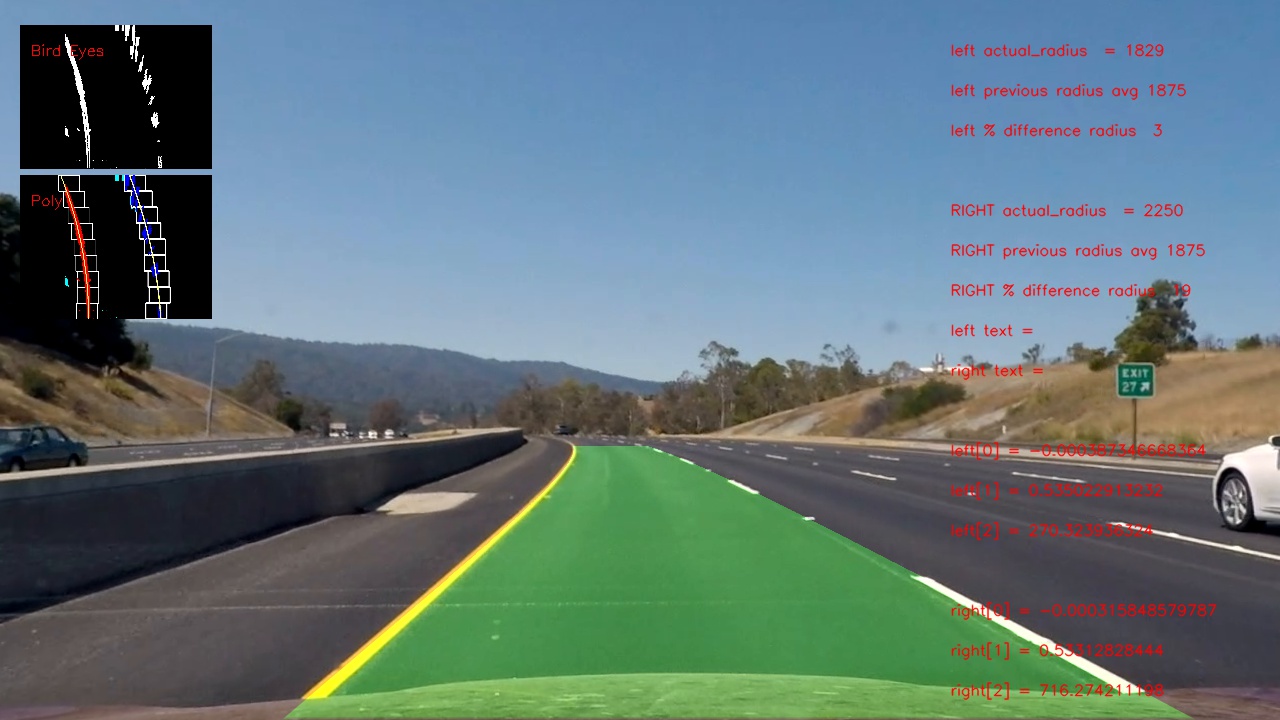 Bird Eyes
Poly
left actual_radius = 1829
left previous radius avg 1875
left % difference radius 3
RIGHT actual_radius = 2250
RIGHT previous radius avg 1875
RIGHT % difference radius 19
left text =
right text =
EXIT
27
left[0] = -0.000387346668364
left[1] = 0.535022913232
left[2] = 270.323936324
right[0] = -0.000315848579787
right[1] = 0.53312828444
right[2] = 716.274211198